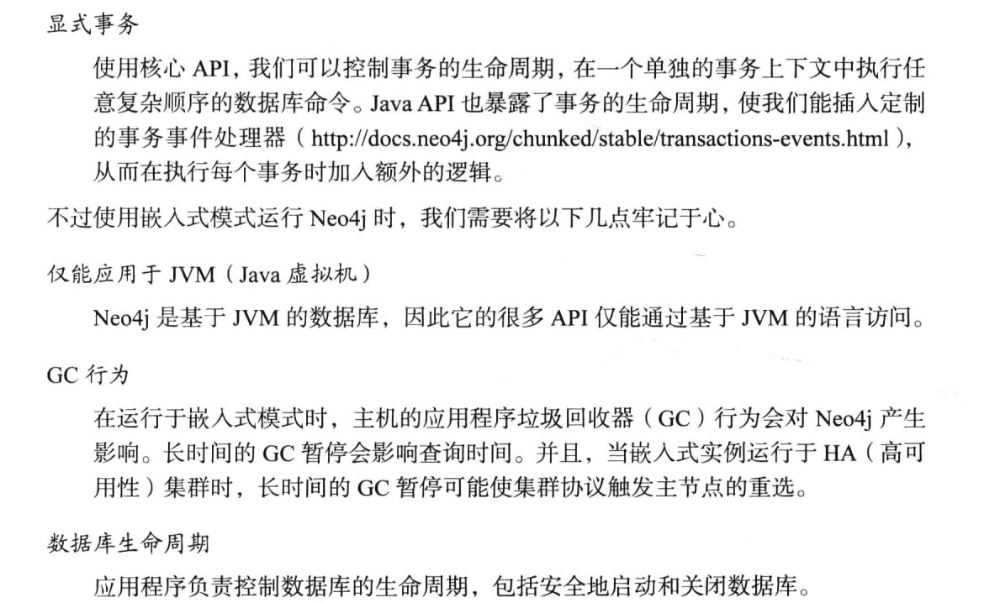 显式事务
使用核心 API，我们可以控制事务的生命周期，在一个单独的事务上下文中执行任
意复杂顺序的数据库命令。Java API 也暴露了事务的生命周期，使我们能插入定制
的事务事件处理器（http://docs.neo4j.org/chunked/stable/transactions-events.html），
从而在执行每个事务时加入额外的逻辑。
不过使用嵌入式模式运行 Neo4j 时，我们需要将以下几点牢记于心。
仅能应用于 JVM（Java 虚拟机）
Neo4j 是基于 JVM 的数据库，因此它的很多 API 仅能通过基于 JVM 的语言访问。
GC 行为
在运行于嵌入式模式时，主机的应用程序垃圾回收器（GC）行为会对 Neo4j 产生
影响。长时间的 GC 暂停会影响查询时间。并且，当嵌入式实例运行于 HA（高可
用性）集群时，长时间的 GC 暂停可能使集群协议触发主节点的重选。
数据库生命周期
应用程序负责控制数据库的生命周期，包括安全地启动和关闭数据库。